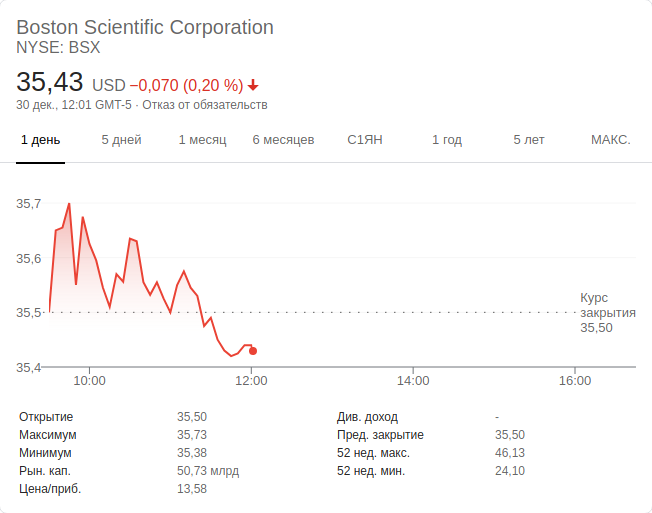 Boston Scientific Corporation
NYSE: BSX
35,43 USD −0,070 (0,20 %)
30 дек., 12:01 GMT-5 · Отказ от обязательств
1 день 5 дней 1 месяц 6 месяцев С1ЯН 1 год 5 лет МАКС.
35,7
35,6
35,5
35,4
Курс
закрытия
35,50
10:00 12:00 14:00 16:00
Открытие 35,50 Див. доход -
Максимум 35,73 Пред. закрытие 35,50
Минимум 35,38 52 нед. макс. 46,13
Рын. кап. 50,73 млрд 52 нед. мин. 24,10
Цена/приб. 13,58